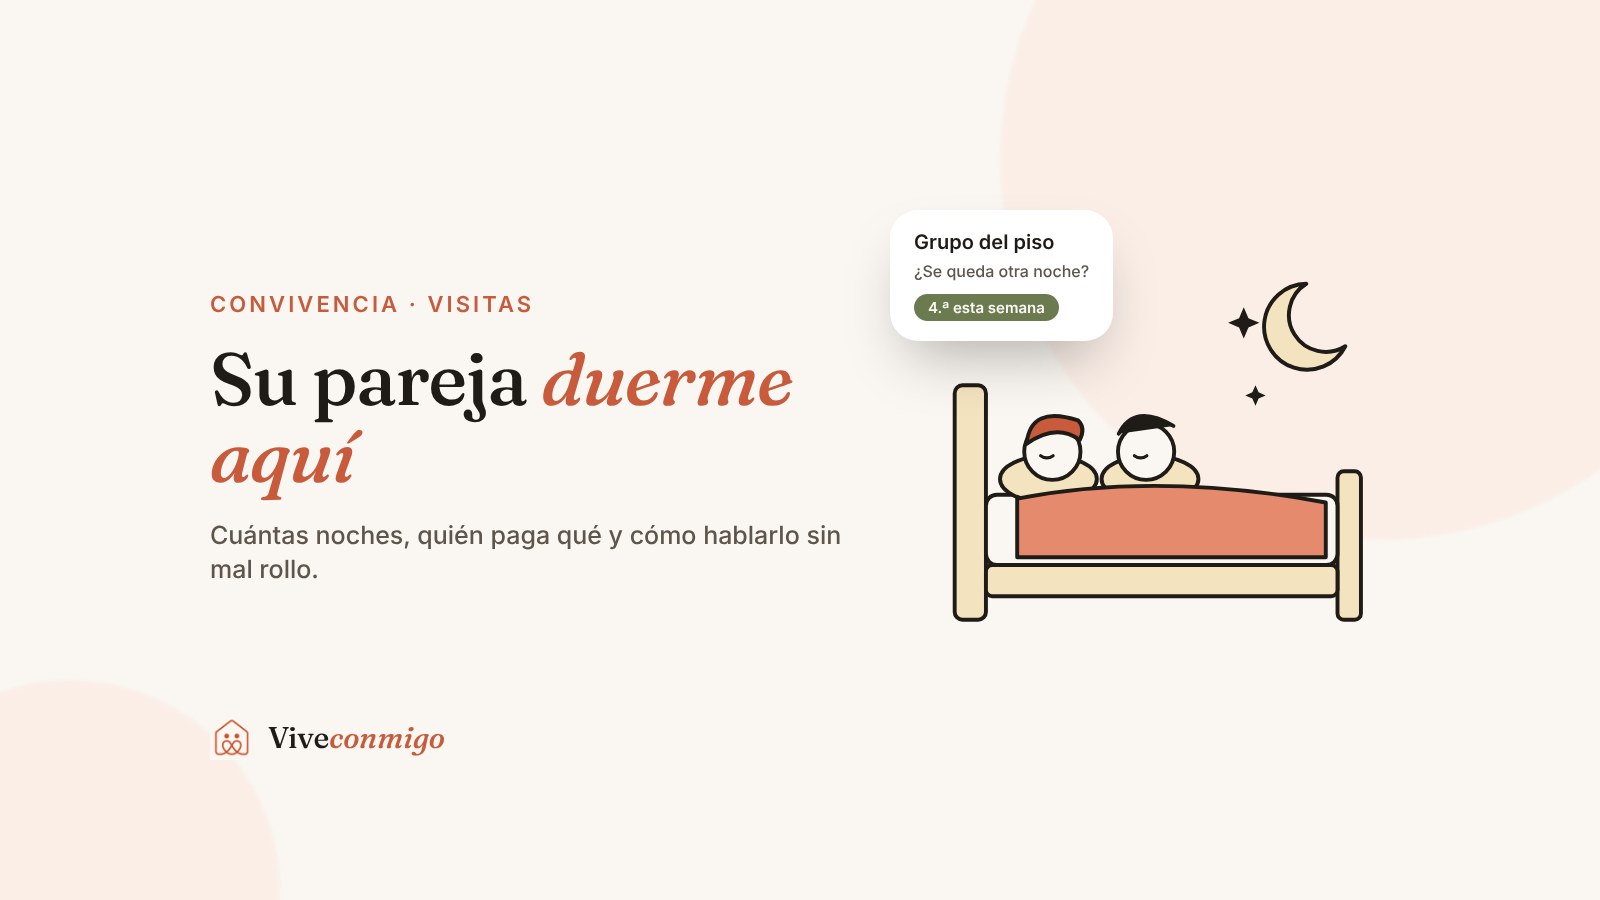 CONVIVENCIA · VISITAS
Su pareja duerme
aquí
Cuántas noches, quién paga qué y cómo hablarlo sin
mal rollo.
Grupo del piso
¿Se queda otra noche?
4.ª esta semana
Viveconmigo